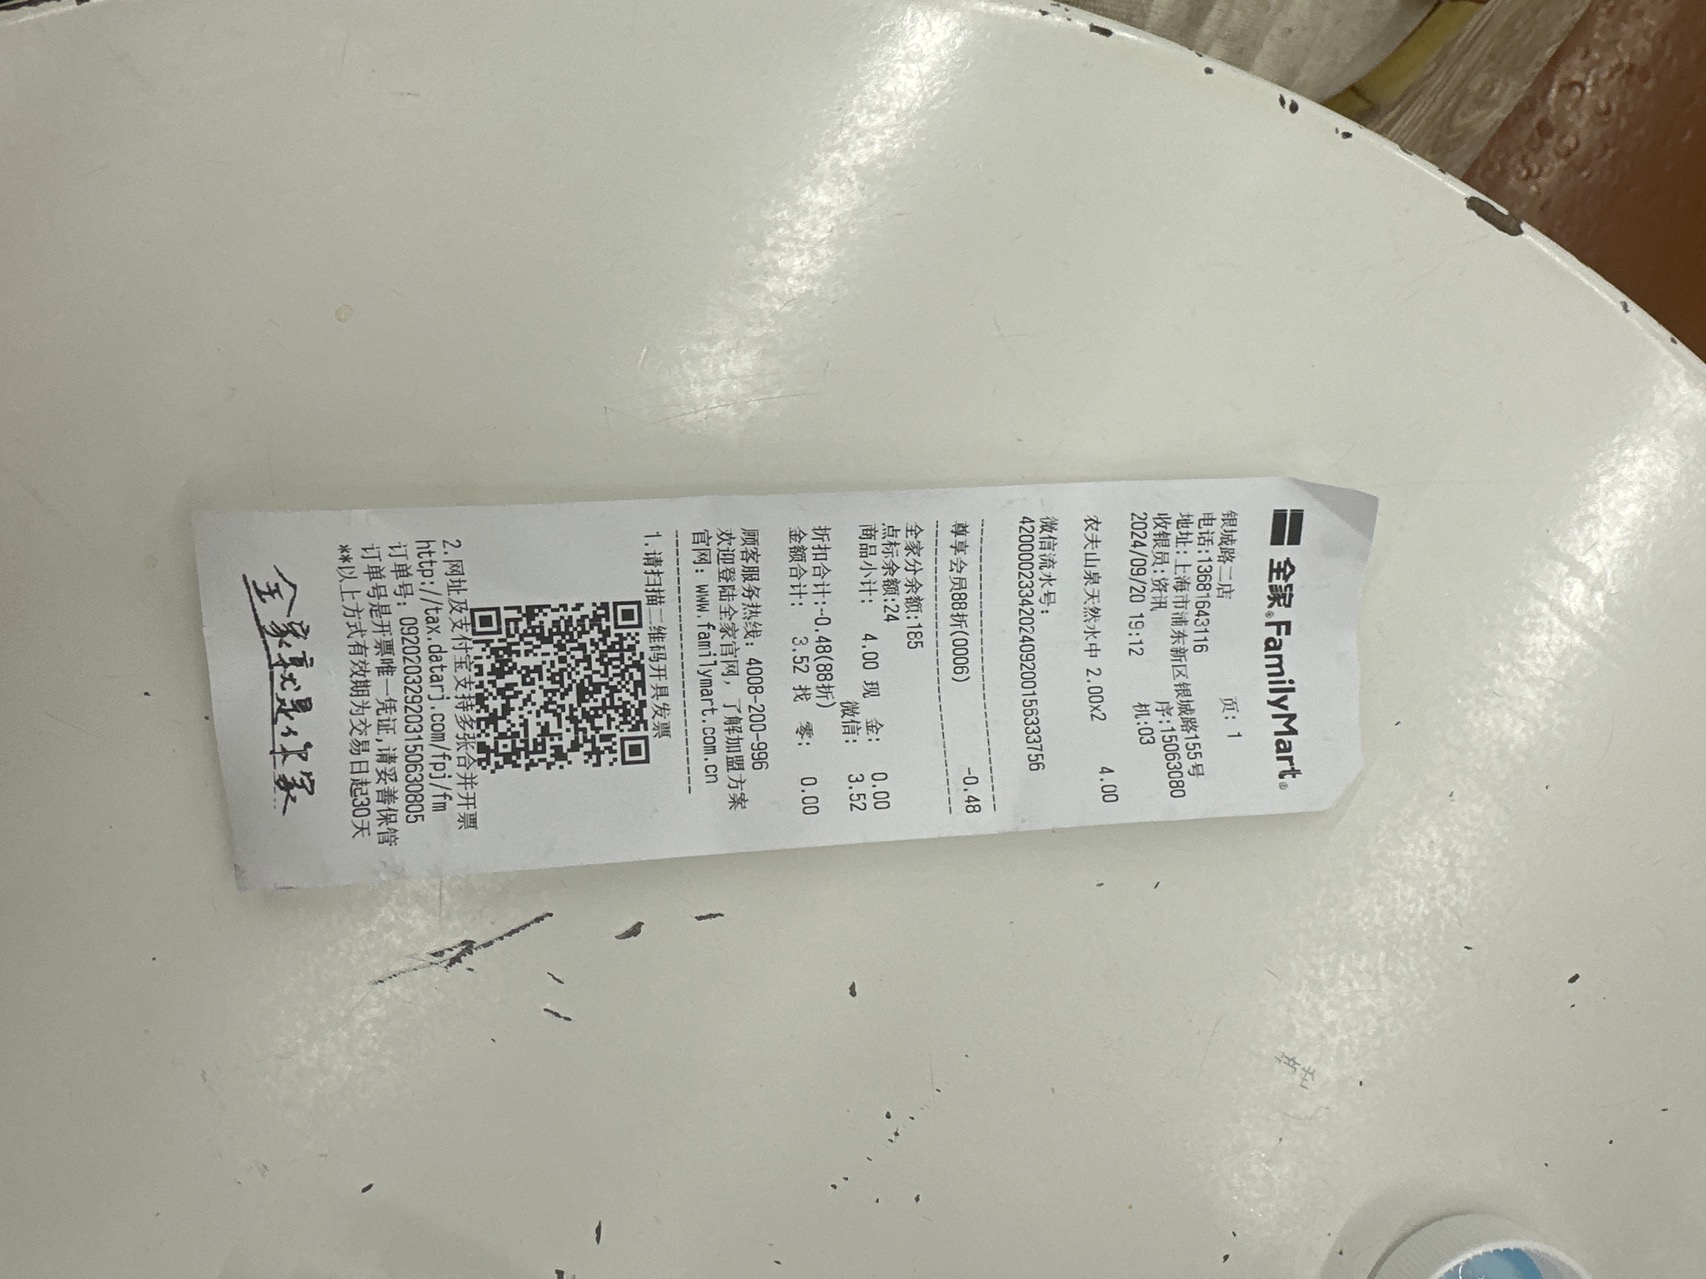 全家 FamilyMart
银城路二店 页: 1
电话:13681643116
地址: 上海市浦东新区银城路155号
收银员:资讯 序:15063080
2024/09/20 19:12 机:03
农夫山泉天然水中 2.00x2 4.00
微信流水号:
4200002334202409200156333756
尊享会员88折(0006) -0.48
全家分余额:185
点标余额:24
商品小计: 4.00 现 金: 0.00
微信: 3.52
折扣合计:-0.48(88折)
金额合计: 3.52 找 零: 0.00
顾客服务热线: 4008-200-996
欢迎登陆全家官网, 了解加盟方案
官网: www.familymart.com.cn
1.请扫描二维码开具发票
2.网址及支付宝支持多张合并开票
http://tax.datarj.com/fpj/fm
订单号: 092020329203150630805
订单号是开票唯一凭证,请妥善保管
**以上方式有效期为交易日起30天
全家就是你家